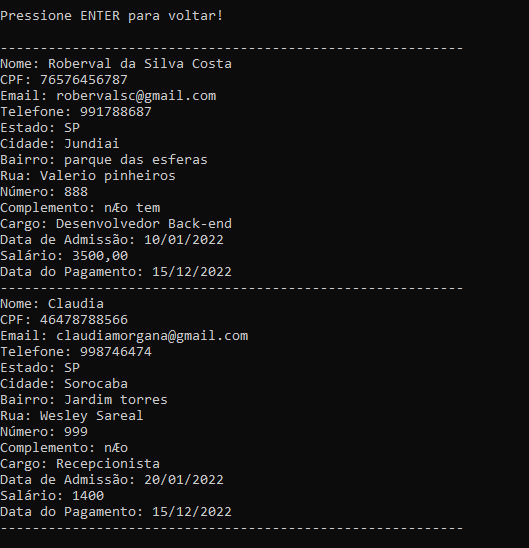 Pressione ENTER para voltar!
----------------------------------------------------------
Nome: Roberval da Silva Costa
CPF: 76576456787
Email: robervalsc@gmail.com
Telefone: 991788687
Estado: SP
Cidade: Jundiai
Bairro: parque das esferas
Rua: Valerio pinheiros
Número: 888
Complemento: nÆo tem
Cargo: Desenvolvedor Back-end
Data de Admissão: 10/01/2022
Salário: 3500,00
Data do Pagamento: 15/12/2022
----------------------------------------------------------
Nome: Claudia
CPF: 46478788566
Email: claudiamorgana@gmail.com
Telefone: 998746474
Estado: SP
Cidade: Sorocaba
Bairro: Jardim torres
Rua: Wesley Sareal
Número: 999
Complemento: nÆo
Cargo: Recepcionista
Data de Admissão: 20/01/2022
Salário: 1400
Data do Pagamento: 15/12/2022
----------------------------------------------------------